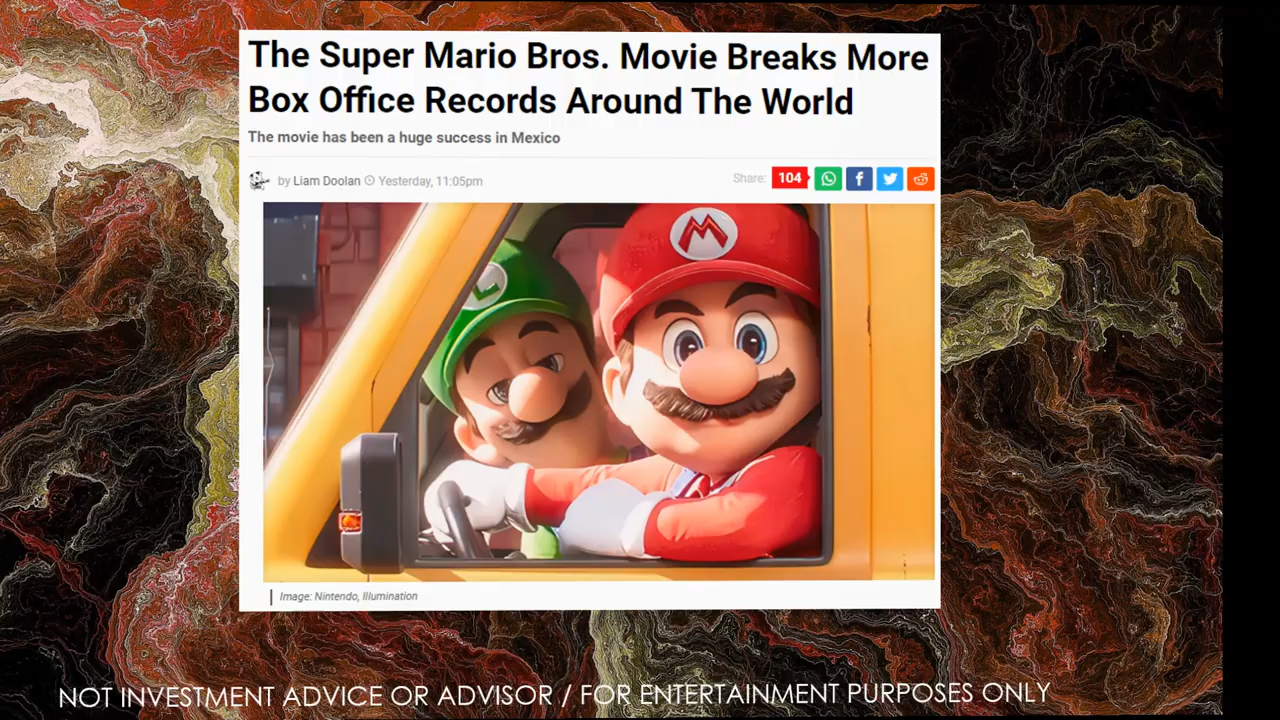 The Super Mario Bros. Movie Breaks More
Box Office Records Around The World
The movie has been a huge success in Mexico
by Liam Doolan Yesterday, 11:05pm
Share: 104
M
L
Image: Nintendo, Illumination
NOT INVESTMENT ADVICE OR ADVISOR / FOR ENTERTAINMENT PURPOSES ONLY